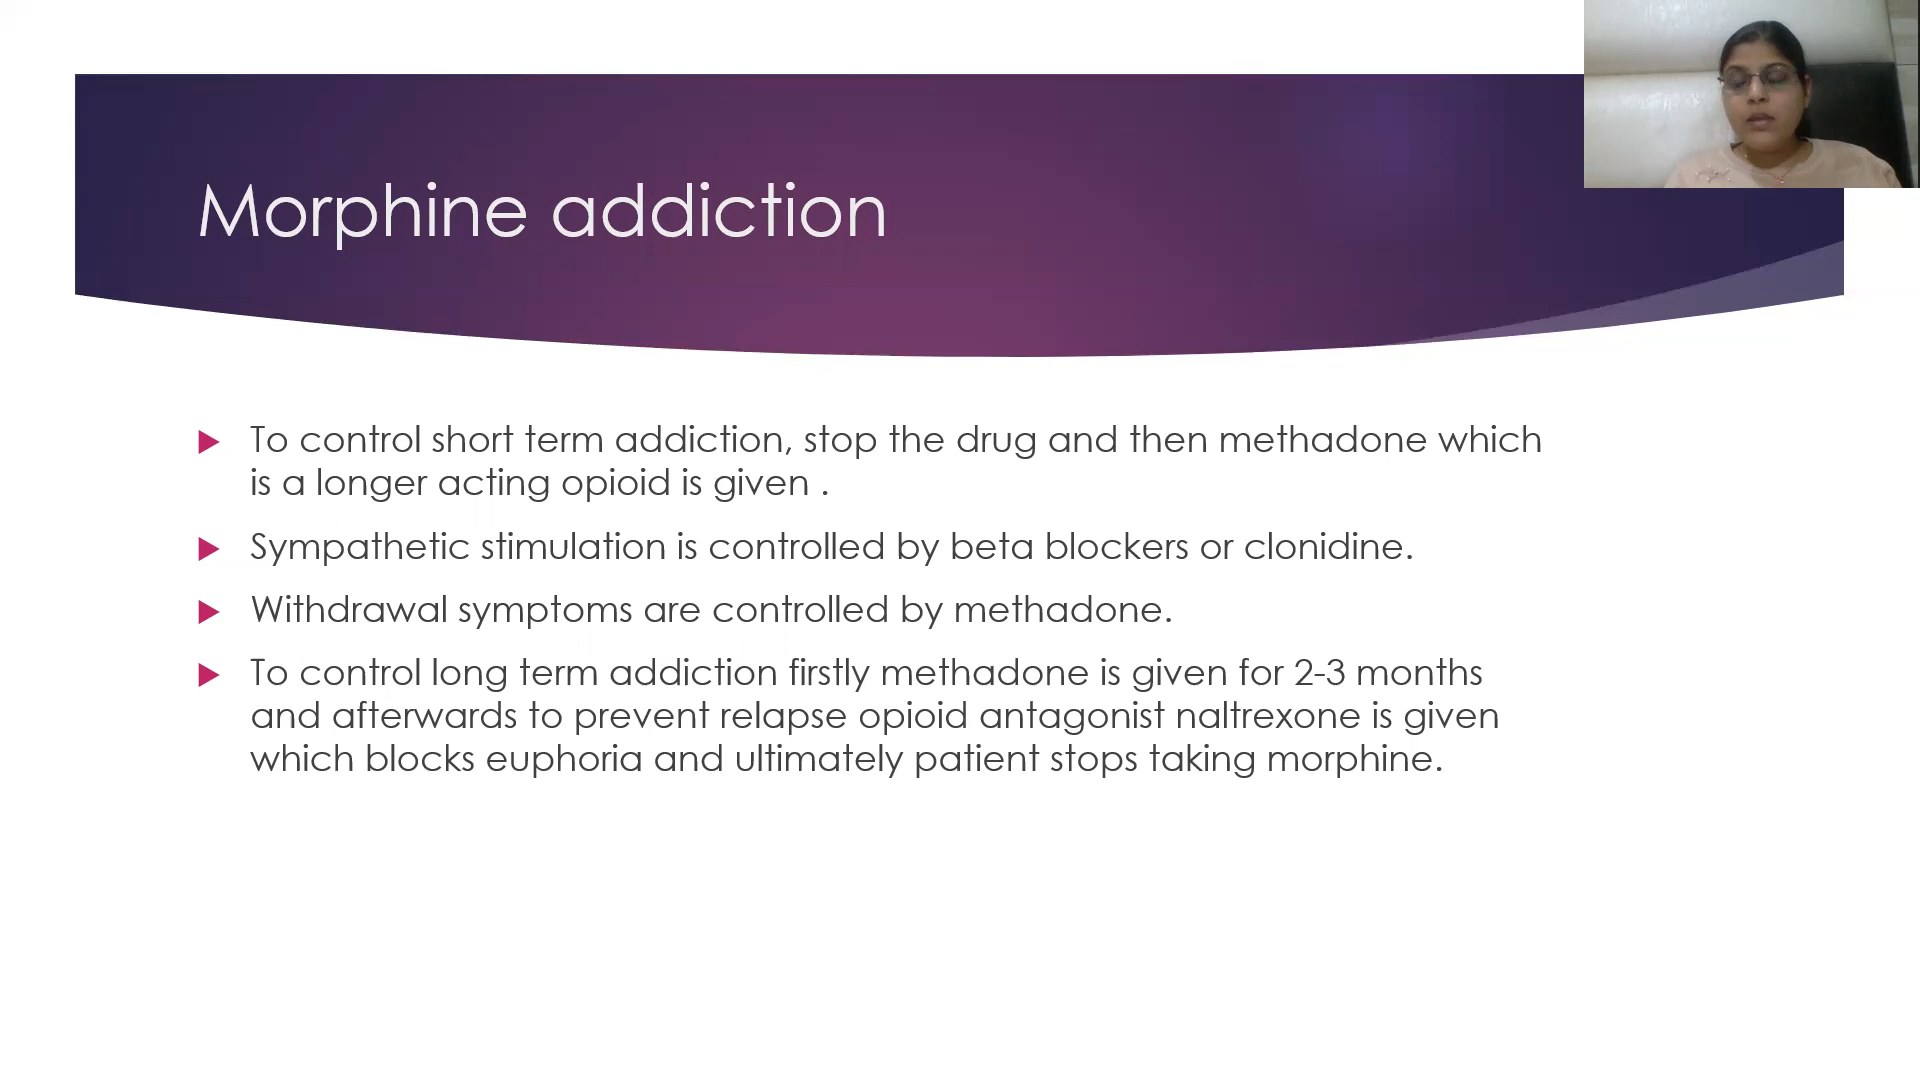 Morphine addiction
To control short term addiction, stop the drug and then methadone which
is a longer acting opioid is given .
Sympathetic stimulation is controlled by beta blockers or clonidine.
Withdrawal symptoms are controlled by methadone.
To control long term addiction firstly methadone is given for 2-3 months
and afterwards to prevent relapse opioid antagonist naltrexone is given
which blocks euphoria and ultimately patient stops taking morphine.